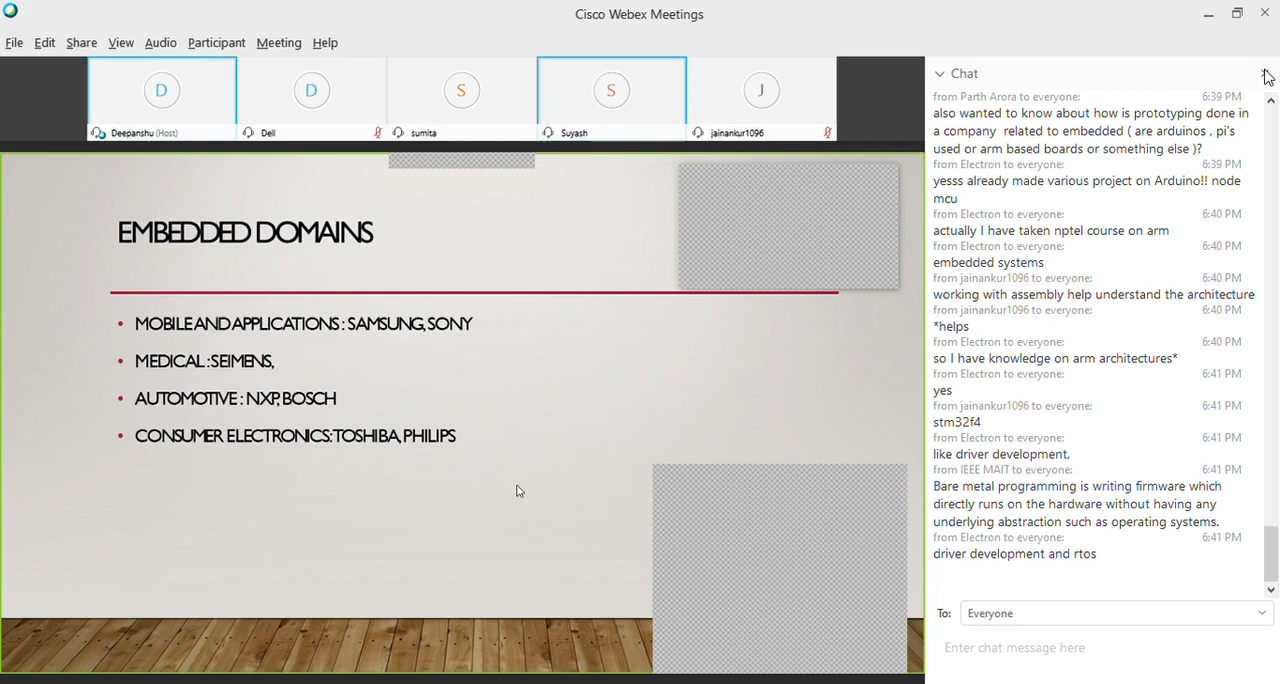 Cisco Webex Meetings
File Edit Share View Audio Participant Meeting Help
D D S S J
Deepanshu (Host) Dell sumita Suyash jainankur1096
EMBEDDED DOMAINS
• MOBILE AND APPLICATIONS : SAMSUNG, SONY
• MEDICAL : SEIMENS,
• AUTOMOTIVE : NXP, BOSCH
• CONSUMER ELECTRONICS: TOSHIBA, PHILIPS
Chat
from Parth Arora to everyone: 6:39 PM
also wanted to know about how is prototyping done in
a company related to embedded ( are arduinos , pi's
used or arm based boards or something else )?
from Electron to everyone: 6:39 PM
yesss already made various project on Arduino!! node
mcu
from Electron to everyone: 6:40 PM
actually I have taken nptel course on arm
from Electron to everyone: 6:40 PM
embedded systems
from jainankur1096 to everyone: 6:40 PM
working with assembly help understand the architecture
from jainankur1096 to everyone: 6:40 PM
*helps
from Electron to everyone: 6:40 PM
so I have knowledge on arm architectures*
from Electron to everyone: 6:41 PM
yes
from jainankur1096 to everyone: 6:41 PM
stm32f4
from Electron to everyone: 6:41 PM
like driver development,
from IEEE MAIT to everyone: 6:41 PM
Bare metal programming is writing firmware which
directly runs on the hardware without having any
underlying abstraction such as operating systems.
from Electron to everyone: 6:41 PM
driver development and rtos
To: Everyone
Enter chat message here